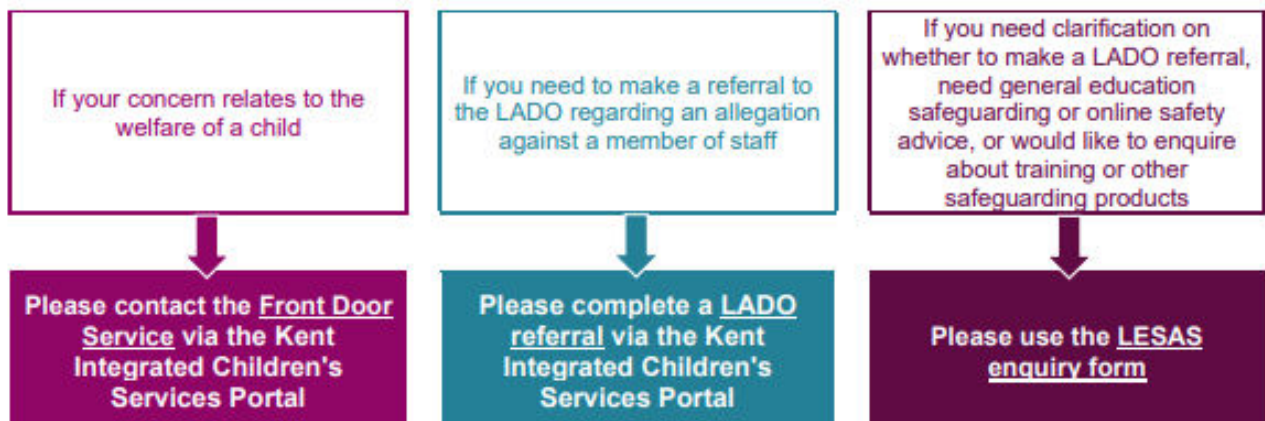 If your concern relates to the
welfare of a child
If you need to make a referral to
the LADO regarding an allegation
against a member of staff
If you need clarification on
whether to make a LADO referral,
need general education
safeguarding or online safety
advice, or would like to enquire
about training or other
safeguarding products
Please contact the Front Door
Service via the Kent
Integrated Children's
Services Portal
Please complete a LADO
referral via the Kent
Integrated Children's
Services Portal
Please use the LESAS
enquiry form